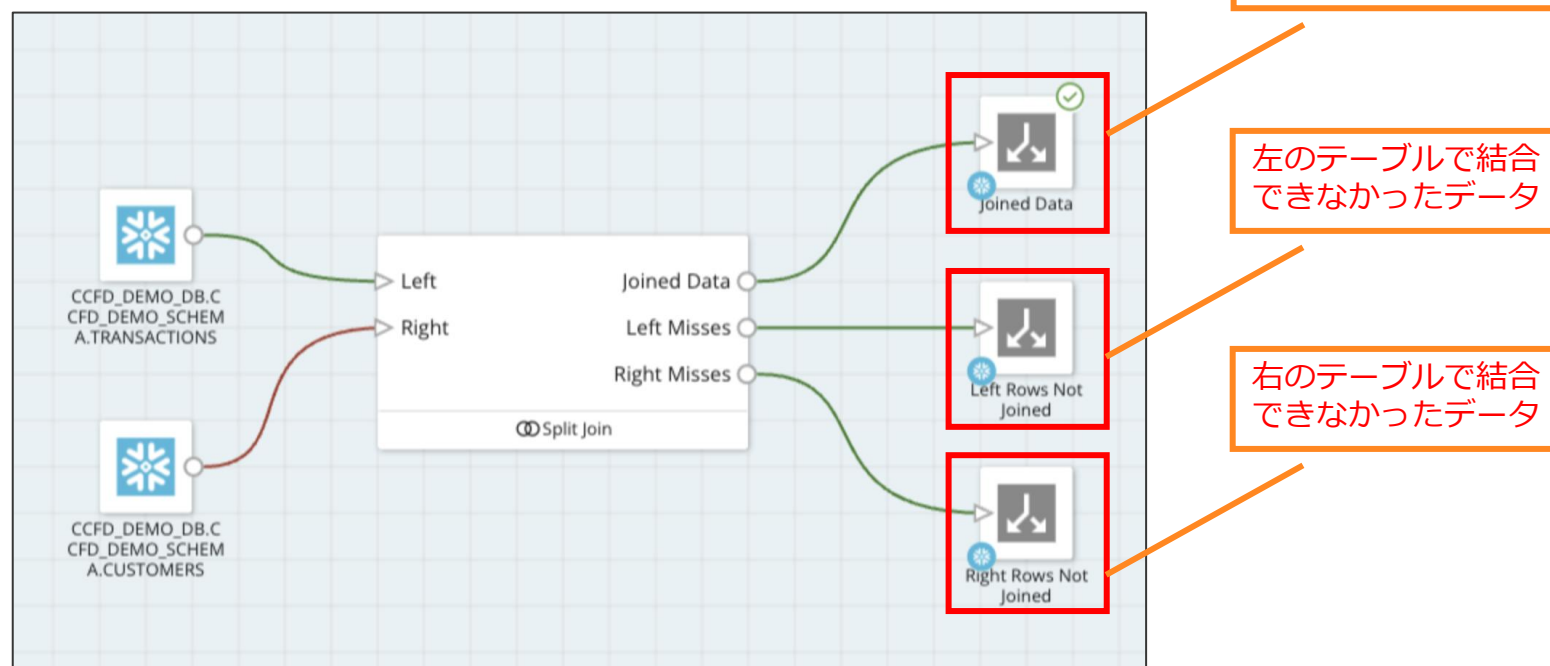 Joined Data
左のテーブルで結合
できなかったデータ
CCFD_DEMO_DB.C
CFD_DEMO_SCHEM
A.TRANSACTIONS
Left
Right
Joined Data
Left Misses
Right Misses
Split Join
Left Rows Not
Joined
右のテーブルで結合
できなかったデータ
CCFD_DEMO_DB.C
CFD_DEMO_SCHEM
A.CUSTOMERS
Right Rows Not
Joined